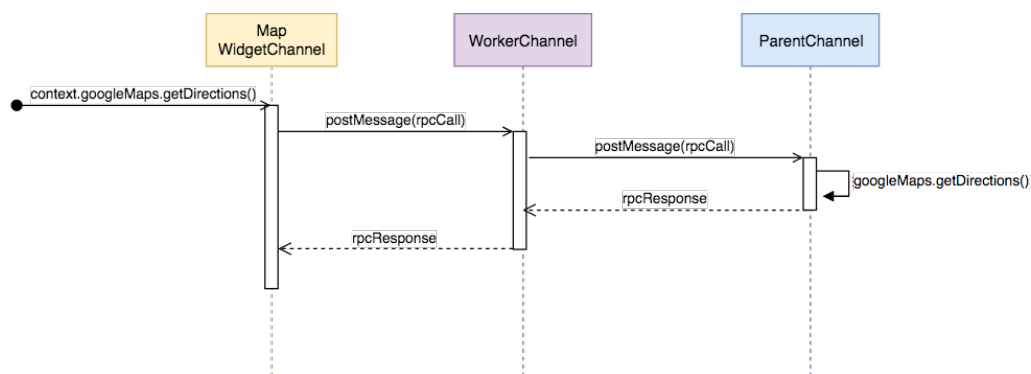 Map
WidgetChannel
WorkerChannel
ParentChannel
context.googleMaps.getDirections()
postMessage(rpcCall)
postMessage(rpcCall)
googleMaps.getDirections()
rpcResponse
rpcResponse